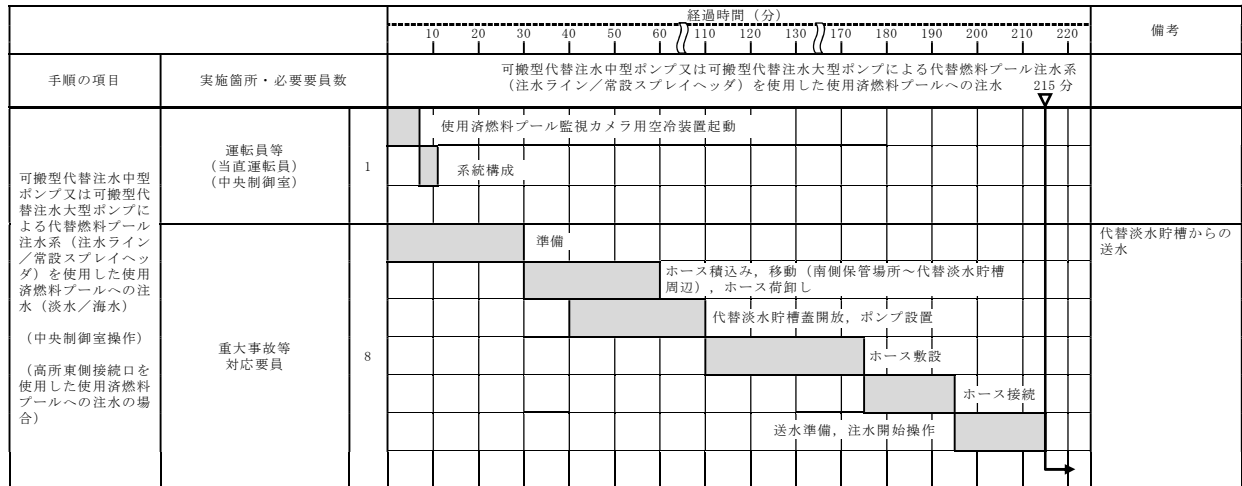 経過時間（分）
備考
10 20 30 40 50 60 110 120 130 170 180 190 200 210 220
手順の項目
実施箇所・必要要員数
可搬型代替注水中型ポンプ又は可搬型代替注水大型ポンプによる代替燃料プール注水系
（注水ライン／常設スプレイヘッダ）を使用した使用済燃料プールへの注水 215分
可搬型代替注水中型
ポンプ又は可搬型代
替注水大型ポンプに
よる代替燃料プール
注水系（注水ライン
／常設スプレイヘッ
ダ）を使用した使用
済燃料プールへの注
水（淡水／海水）
（中央制御室操作）
（高所東側接続口を
使用した使用済燃料
プールへの注水の場
合）
運転員等
（当直運転員）
（中央制御室）
1
使用済燃料プール監視カメラ用空冷装置起動
系統構成
重大事故等
対応要員
8
準備
ホース積込み，移動（南側保管場所～代替淡水貯槽
周辺），ホース荷卸し
代替淡水貯槽蓋開放，ポンプ設置
ホース敷設
ホース接続
送水準備，注水開始操作
代替淡水貯槽からの
送水